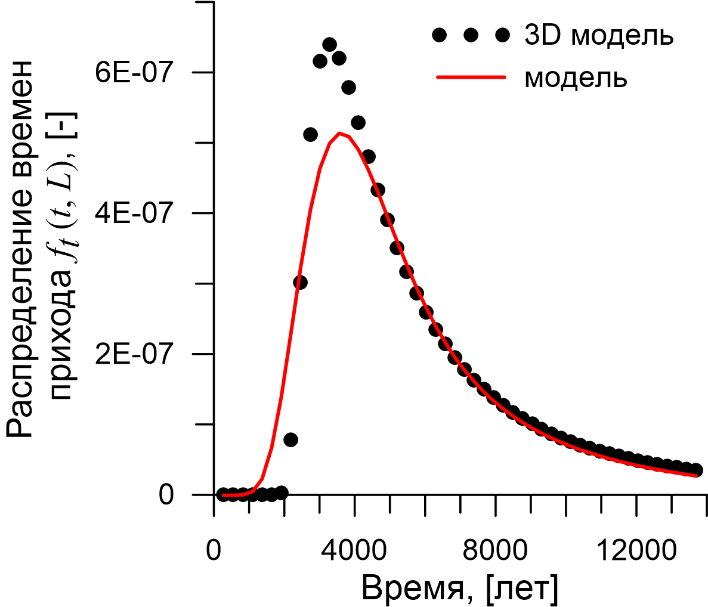 3D модель
модель
Распределение времен
прихода fₜ (t, L), [-]
6E-07
4E-07
2E-07
0
0
4000
8000
12000
Время, [лет]